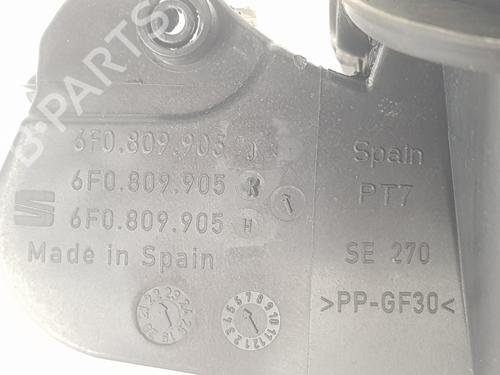 B-PARTS
6F0.809.905 J
6F0.809.905
6F0.809.905 H
Made in Spain
Spain
PT7
SE 270
>PP-GF30<